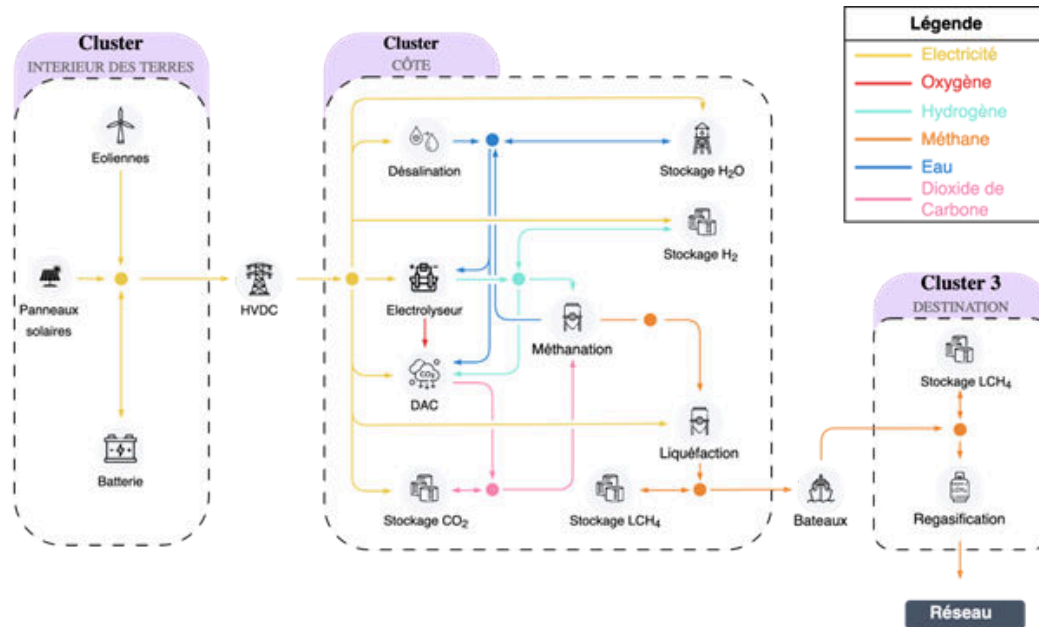 Cluster
INTERIEUR DES TERRES
Eoliennes
Panneaux
solaires
Batterie
HVDC
Cluster
CÔTE
Désalination
Stockage H₂O
Stockage H₂
Electrolyseur
Méthanation
CO₂
DAC
Liquéfaction
Stockage CO₂
Stockage LCH₄
Bateaux
Légende
Electricité
Oxygène
Hydrogène
Méthane
Eau
Dioxide de
Carbone
Cluster 3
DESTINATION
Stockage LCH₄
Regasification
Réseau